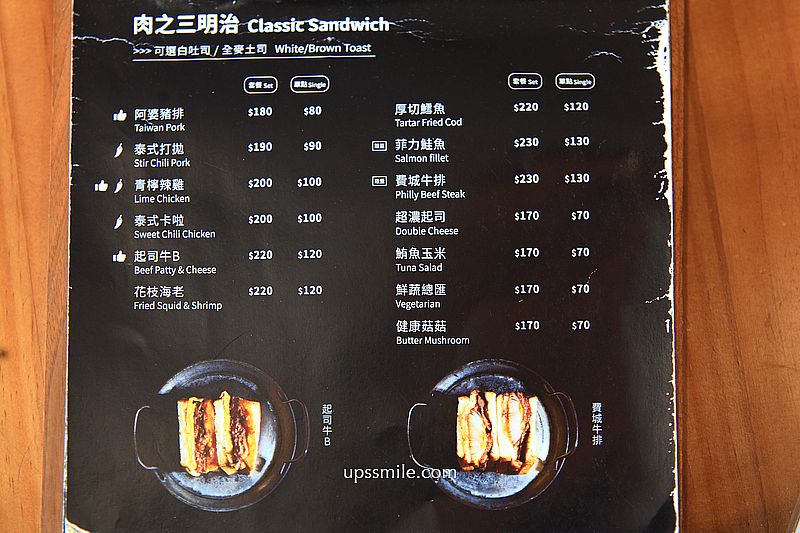 肉之三明治 Classic Sandwich
>>> 可選白吐司 / 全麥土司 White/Brown Toast
套餐 Set 單點 Single
阿婆豬排 $180 $80
Taiwan Pork
泰式打拋 $190 $90
Stir Chili Pork
青檸辣雞 $200 $100
Lime Chicken
泰式卡啦 $200 $100
Sweet Chili Chicken
起司牛B $220 $120
Beef Patty & Cheese
花枝海老 $220 $120
Fried Squid & Shrimp
套餐 Set 單點 Single
厚切鱈魚 $220 $120
Tartar Fried Cod
菲力鮭魚 $230 $130
Salmon fillet
費城牛排 $230 $130
Philly Beef Steak
超濃起司 $170 $70
Double Cheese
鮪魚玉米 $170 $70
Tuna Salad
鮮蔬總匯 $170 $70
Vegetarian
健康菇菇 $170 $70
Butter Mushroom
起司牛B
費城牛排
upssmile.com